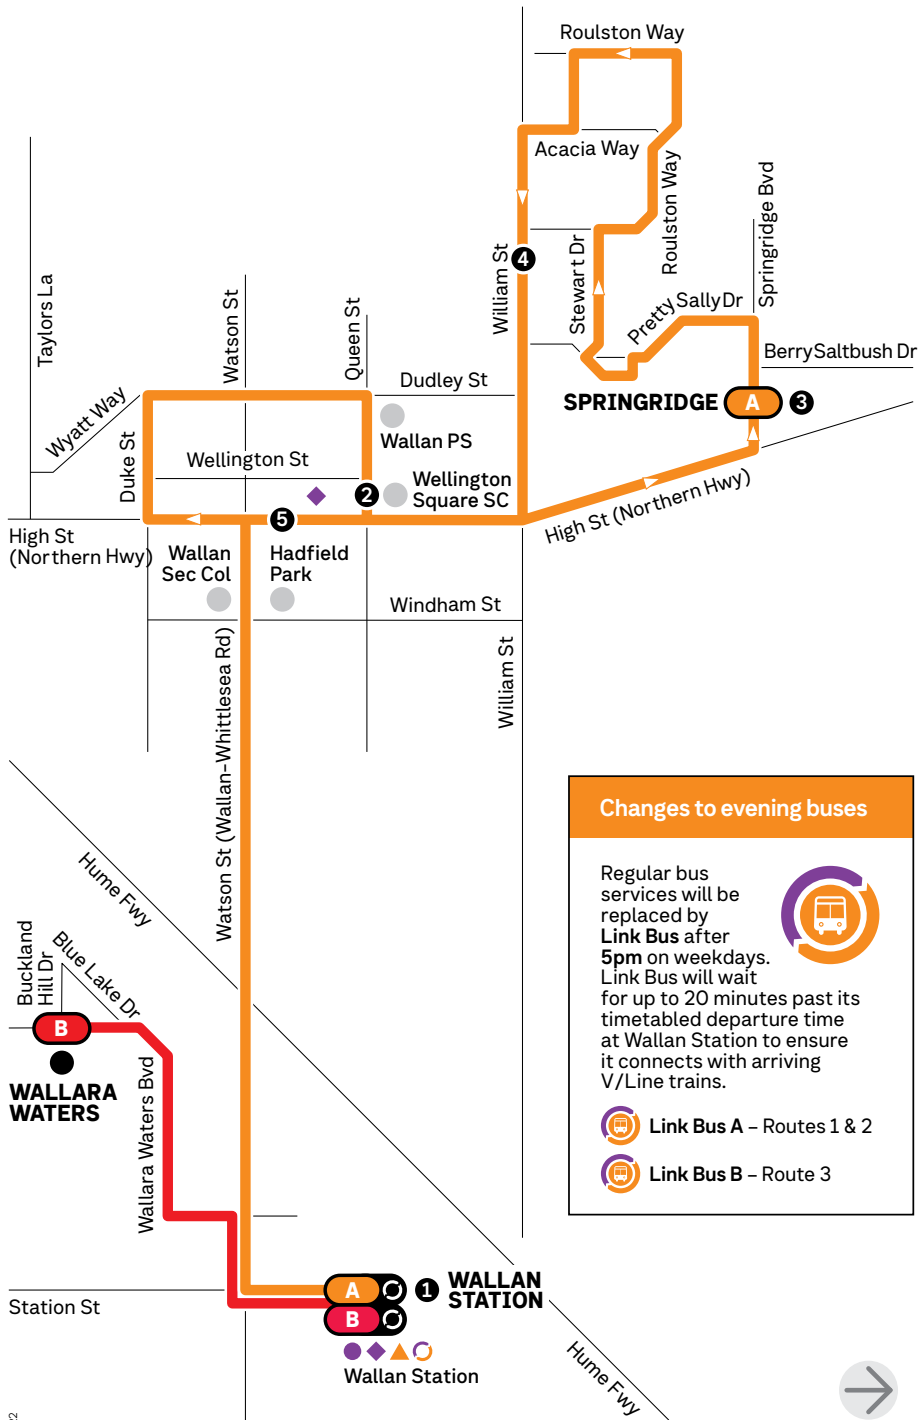 Roulston Way
Acacia Way
Roulston Way
Springridge Bvd
Taylors La
William St
4
Stewart Dr
Pretty Sally Dr
Watson St
Queen St
Berry Saltbush Dr
Dudley St
SPRINGRIDGE
A
3
Wyatt Way
Wallan PS
Duke St
Wellington St
2
Wellington
Square SC
High St (Northern Hwy)
5
High St
(Northern Hwy)
Wallan
Sec Col
Hadfield
Park
Windham St
William St
Watson St (Wallan–Whittlesea Rd)
Hume Fwy
Changes to evening buses
Regular bus
services will be
replaced by
Link Bus after
5pm on weekdays.
Link Bus will wait
for up to 20 minutes past its
timetabled departure time
at Wallan Station to ensure
it connects with arriving
V/Line trains.
Link Bus A – Routes 1 & 2
Link Bus B – Route 3
Buckland
Hill Dr
Blue Lake Dr
B
WALLARA
WATERS
Wallara Waters Bvd
A
1
WALLAN
STATION
B
Station St
Wallan Station
Hume Fwy